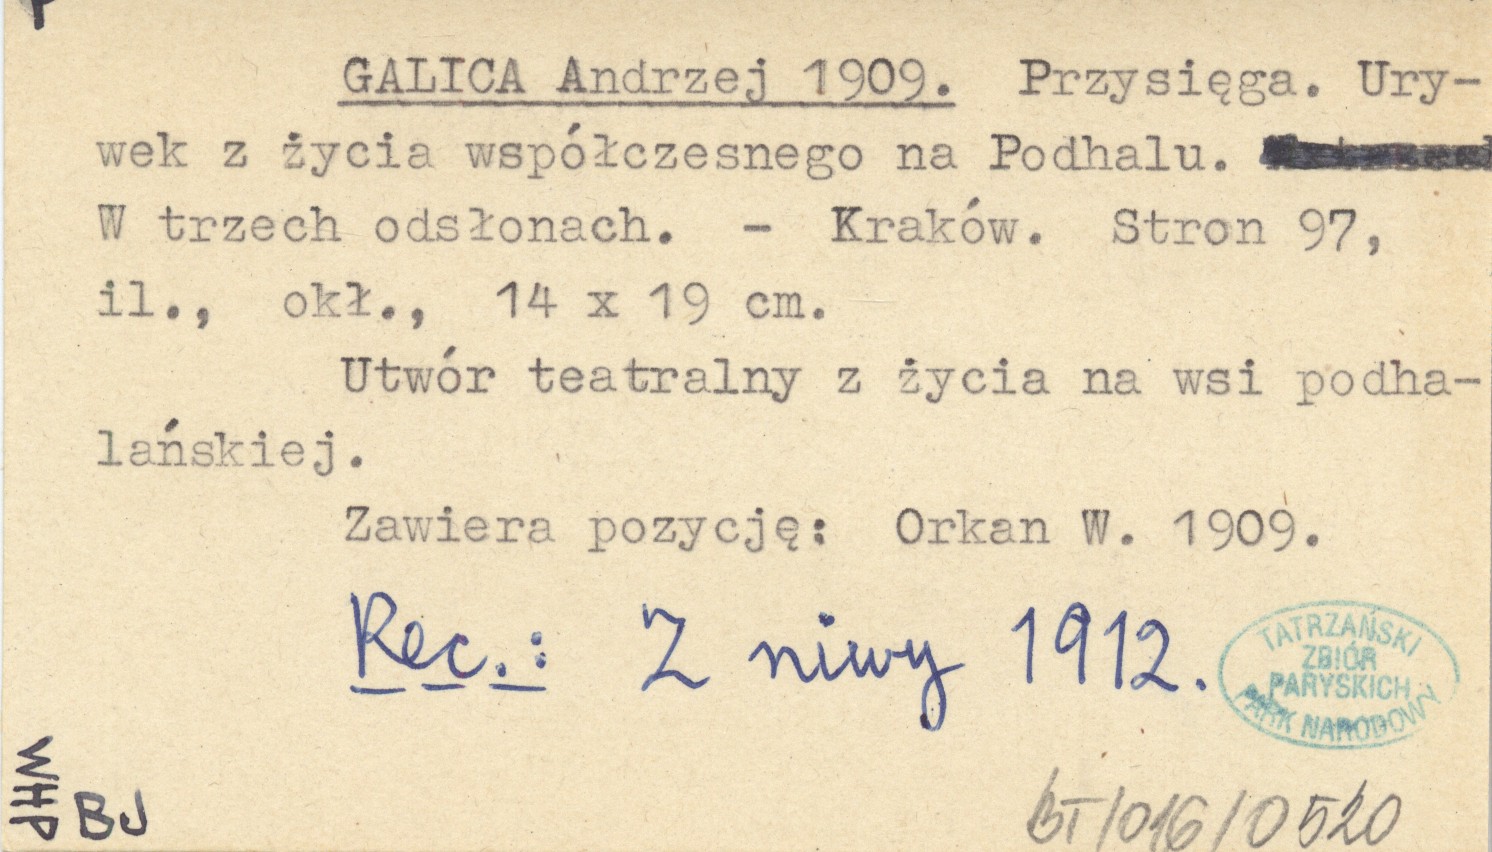 GALICA Andrzej 1909. Przysięga. Ury-
wek z życia współczesnego na Podhalu.
W trzech odsłonach. - Kraków. Stron 97,
il., okł., 14 x 19 cm.
Utwór teatralny z życia na wsi podha-
lańskiej.
Zawiera pozycję: Orkan W. 1909.
Rec.: Z niwy 1912.
TATRZAŃSKI
ZBIÓR
PARYSKICH
PARK NARODOWY
WHP
BJ
BT/016/0520